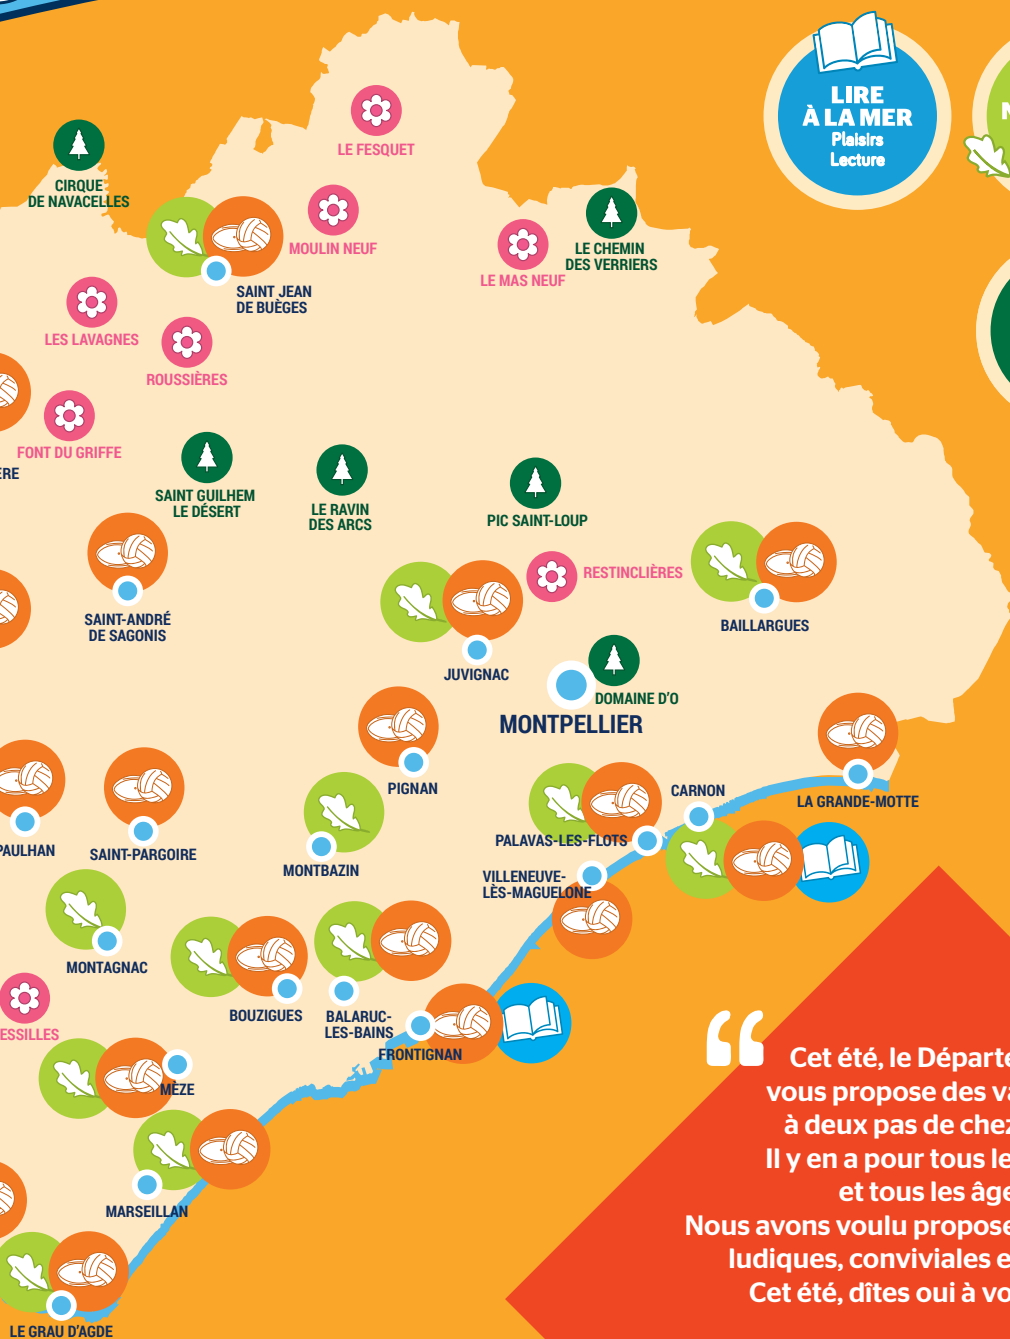 LIRE
À LA MER
Plaisirs
Lecture
LE FESQUET
CIRQUE
DE NAVACELLES
MOULIN NEUF
LE MAS NEUF
LE CHEMIN
DES VERRIERS
SAINT JEAN
DE BUÈGES
LES LAVAGNES
ROUSSIÈRES
FONT DU GRIFFE
ÈRE
SAINT GUILHEM
LE DÉSERT
LE RAVIN
DES ARCS
PIC SAINT-LOUP
RESTINCLIÈRES
SAINT-ANDRÉ
DE SAGONIS
BAILLARGUES
JUVIGNAC
DOMAINE D'O
MONTPELLIER
PIGNAN
CARNON
LA GRANDE-MOTTE
PAULHAN
SAINT-PARGOIRE
MONTBAZIN
PALAVAS-LES-FLOTS
VILLENEUVE-
LÈS-MAGUELONE
MONTAGNAC
BOUZIGUES
BALARUC-
LES-BAINS
FRONTIGNAN
ESSILLES
MÈZE
MARSEILLAN
LE GRAU D'AGDE
“
Cet été, le Départe
vous propose des va
à deux pas de chez
Il y en a pour tous le
et tous les âge
Nous avons voulu propose
ludiques, conviviales e
Cet été, dîtes oui à vo